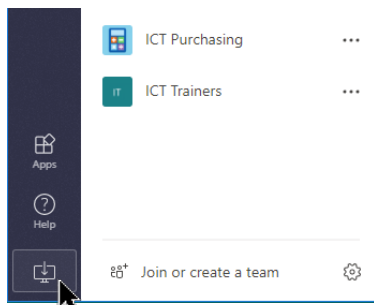 ICT Purchasing
IT ICT Trainers
Apps
Help
Join or create a team